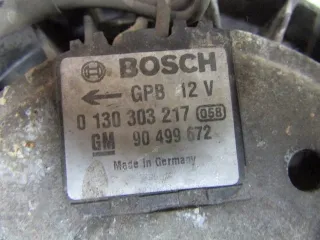 BOSCH
← GPB 12 V
0 130 303 217 058
GM 90 499 672
Made in Germany